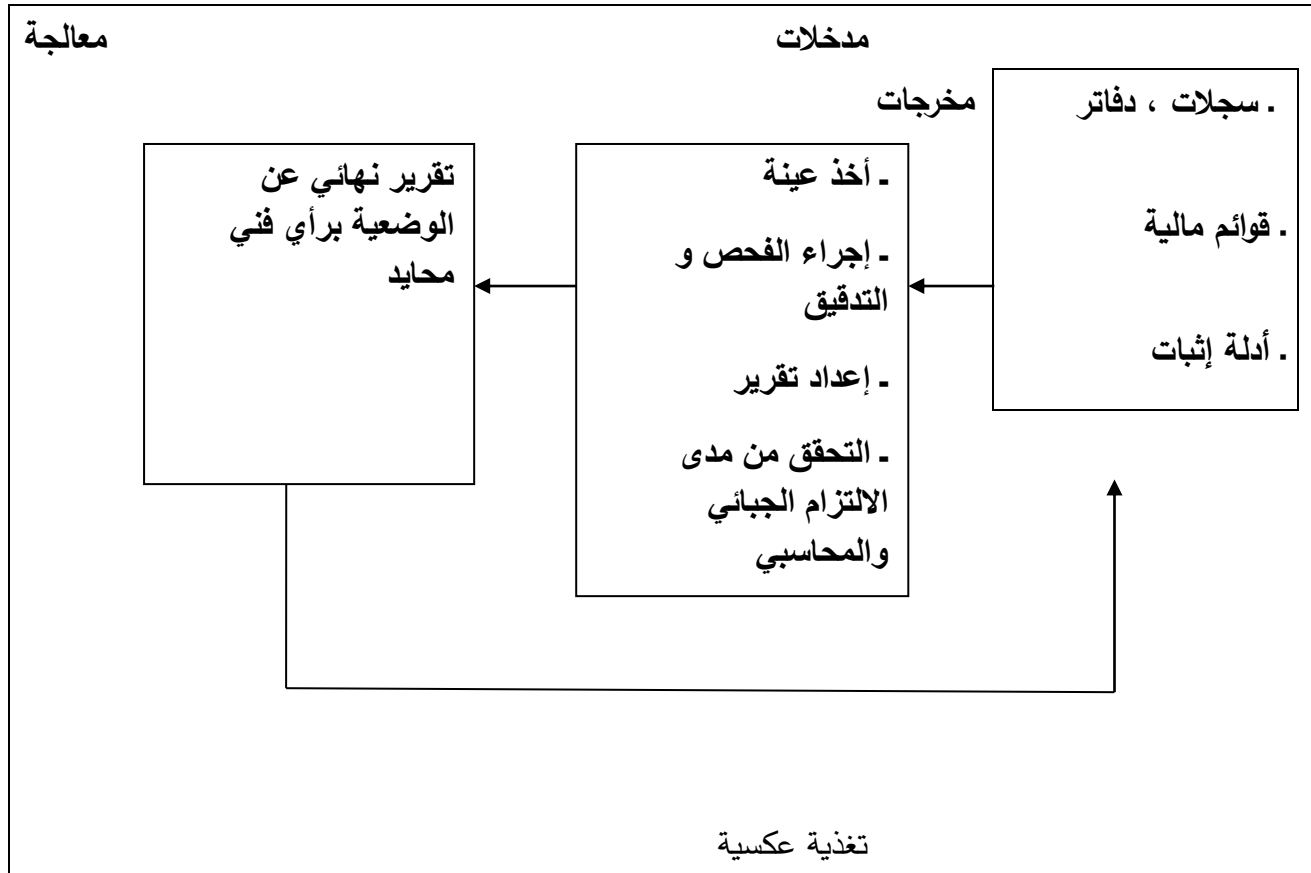 مدخلات
معالجة
مخرجات
. سجلات ، دفاتر
. قوائم مالية
. أدلة إثبات
ـ أخذ عينة
ـ إجراء الفحص و
التدقيق
ـ إعداد تقرير
ـ التحقق من مدى
الالتزام الجبائي
والمحاسبي
تقرير نهائي عن
الوضعية برأي فني
محايد
تغذية عكسية